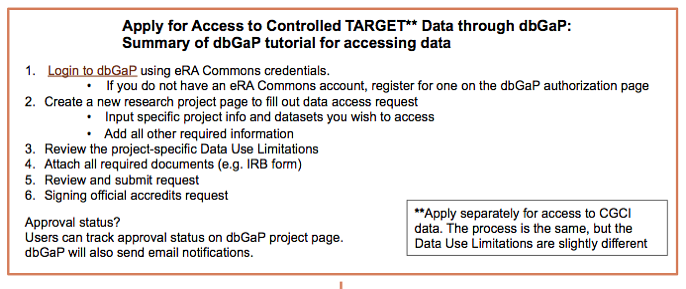 Apply for Access to Controlled TARGET** Data through dbGaP:
Summary of dbGaP tutorial for accessing data
1. Login to dbGaP using eRA Commons credentials.
• If you do not have an eRA Commons account, register for one on the dbGaP authorization page
2. Create a new research project page to fill out data access request
• Input specific project info and datasets you wish to access
• Add all other required information
3. Review the project-specific Data Use Limitations
4. Attach all required documents (e.g. IRB form)
5. Review and submit request
6. Signing official accredits request
Approval status?
Users can track approval status on dbGaP project page.
dbGaP will also send email notifications.
**Apply separately for access to CGCI
data. The process is the same, but the
Data Use Limitations are slightly different